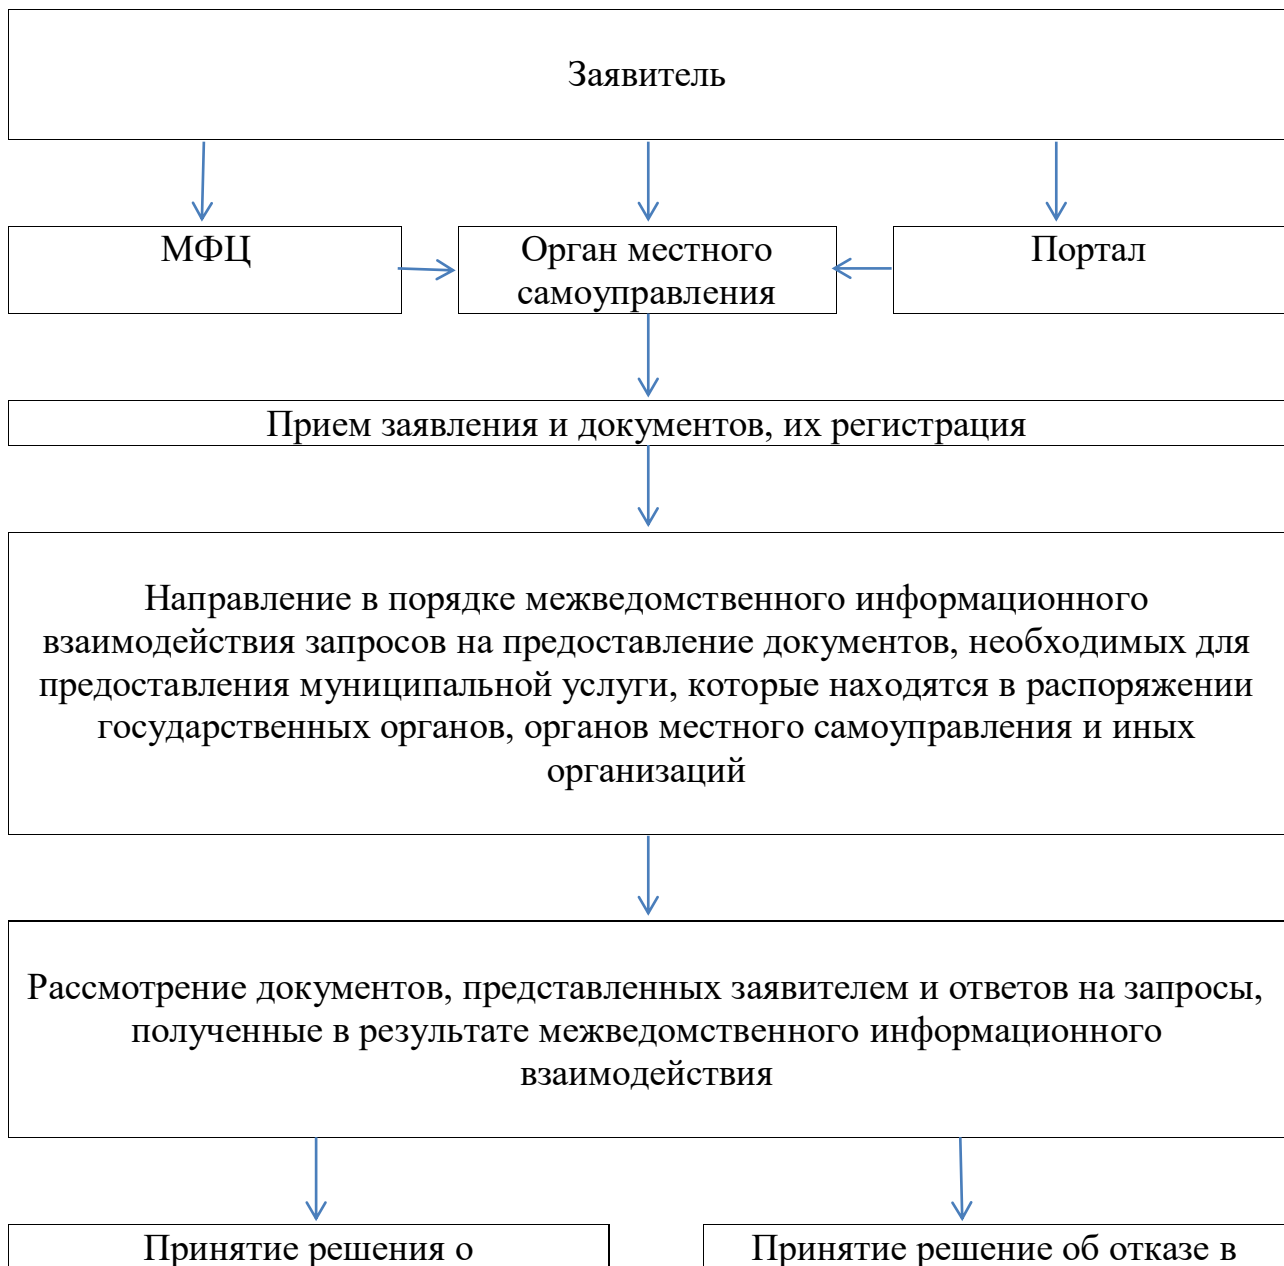 Заявитель
МФЦ
Орган местного
самоуправления
Портал
Прием заявления и документов, их регистрация
Направление в порядке межведомственного информационного
взаимодействия запросов на предоставление документов, необходимых для
предоставления муниципальной услуги, которые находятся в распоряжении
государственных органов, органов местного самоуправления и иных
организаций
Рассмотрение документов, представленных заявителем и ответов на запросы,
полученные в результате межведомственного информационного
взаимодействия
Принятие решения о
Принятие решение об отказе в